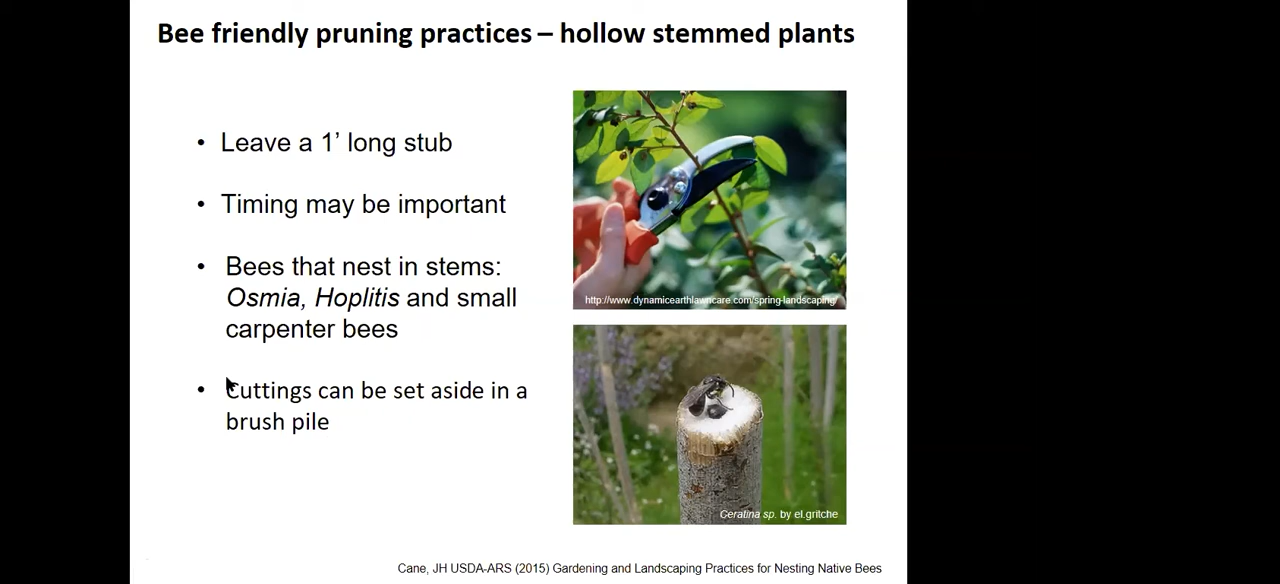 Bee friendly pruning practices – hollow stemmed plants
• Leave a 1’ long stub
• Timing may be important
• Bees that nest in stems:
Osmia, Hoplitis and small
carpenter bees
• Cuttings can be set aside in a
brush pile
http://www.dynamicearthlawncare.com/spring-landscaping/
Ceratina sp. by el.gritche
Cane, JH USDA-ARS (2015) Gardening and Landscaping Practices for Nesting Native Bees